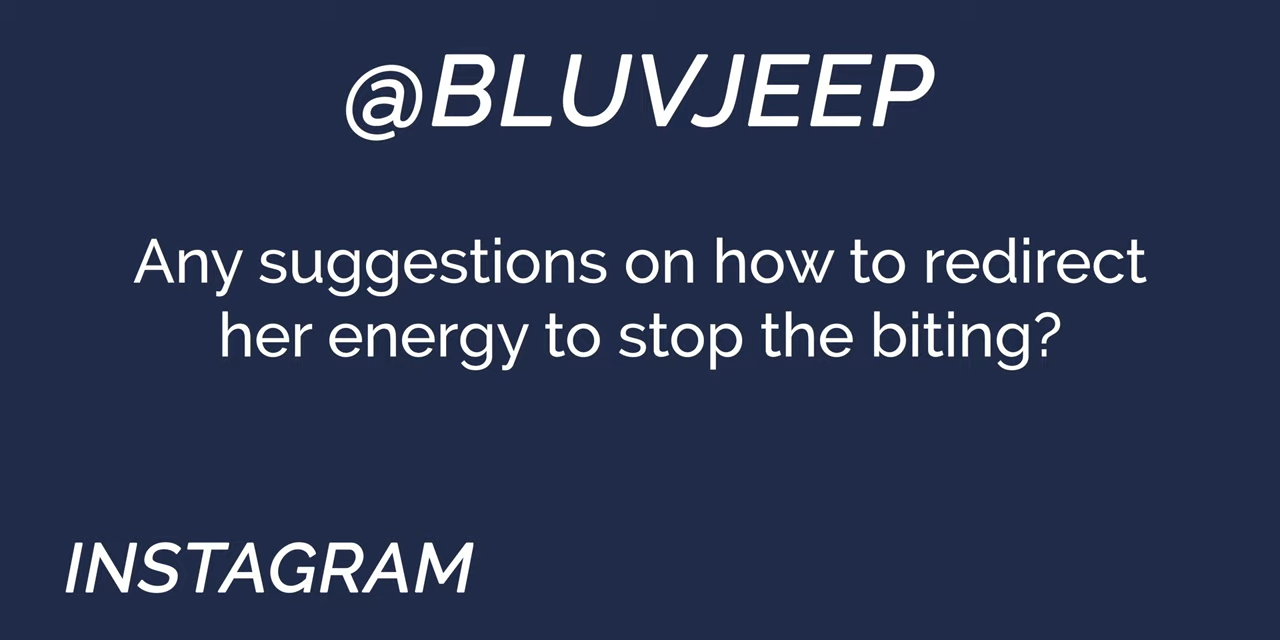 @BLUVJEEP
Any suggestions on how to redirect
her energy to stop the biting?
INSTAGRAM